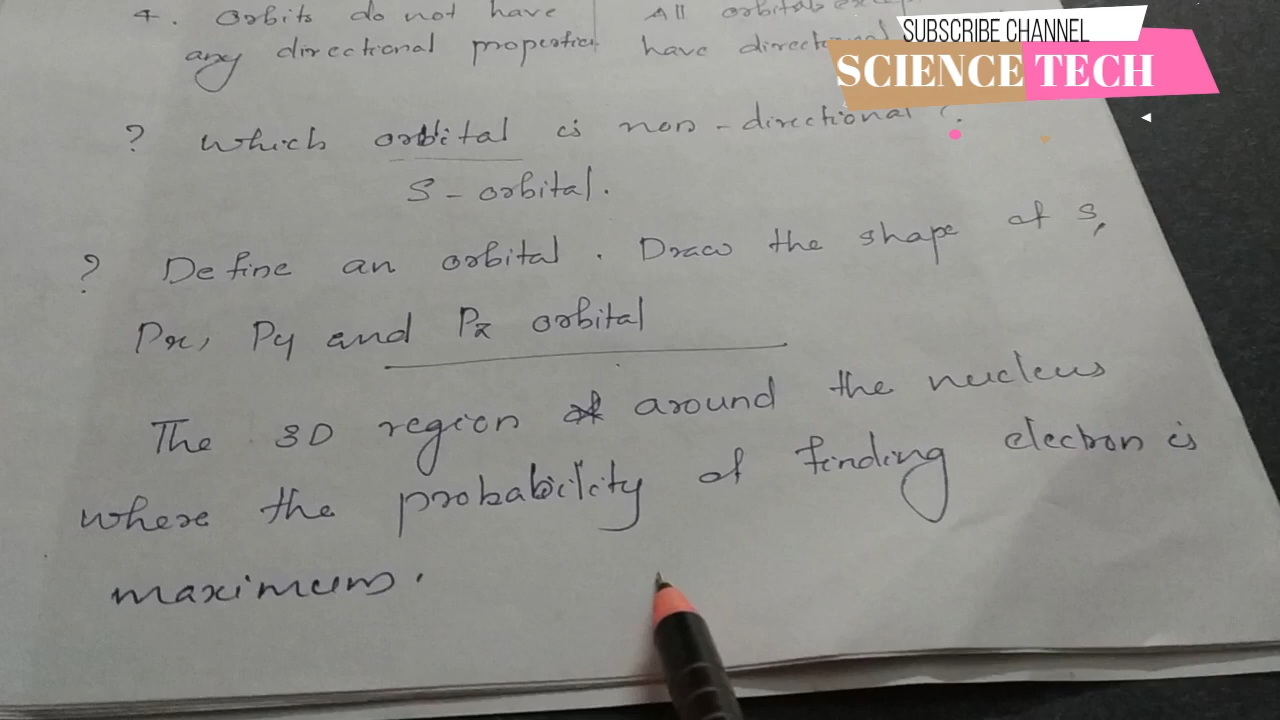 4. Orbits do not have All orbitals
any directional properties have
SUBSCRIBE CHANNEL
SCIENCE TECH
? Which orbital is non-directional ?
S-orbital.
? Define an orbital. Draw the shape of s,
Px, Py and Pz orbital
The 3D region around the nucleus
where the probability of finding electron is
maximum.